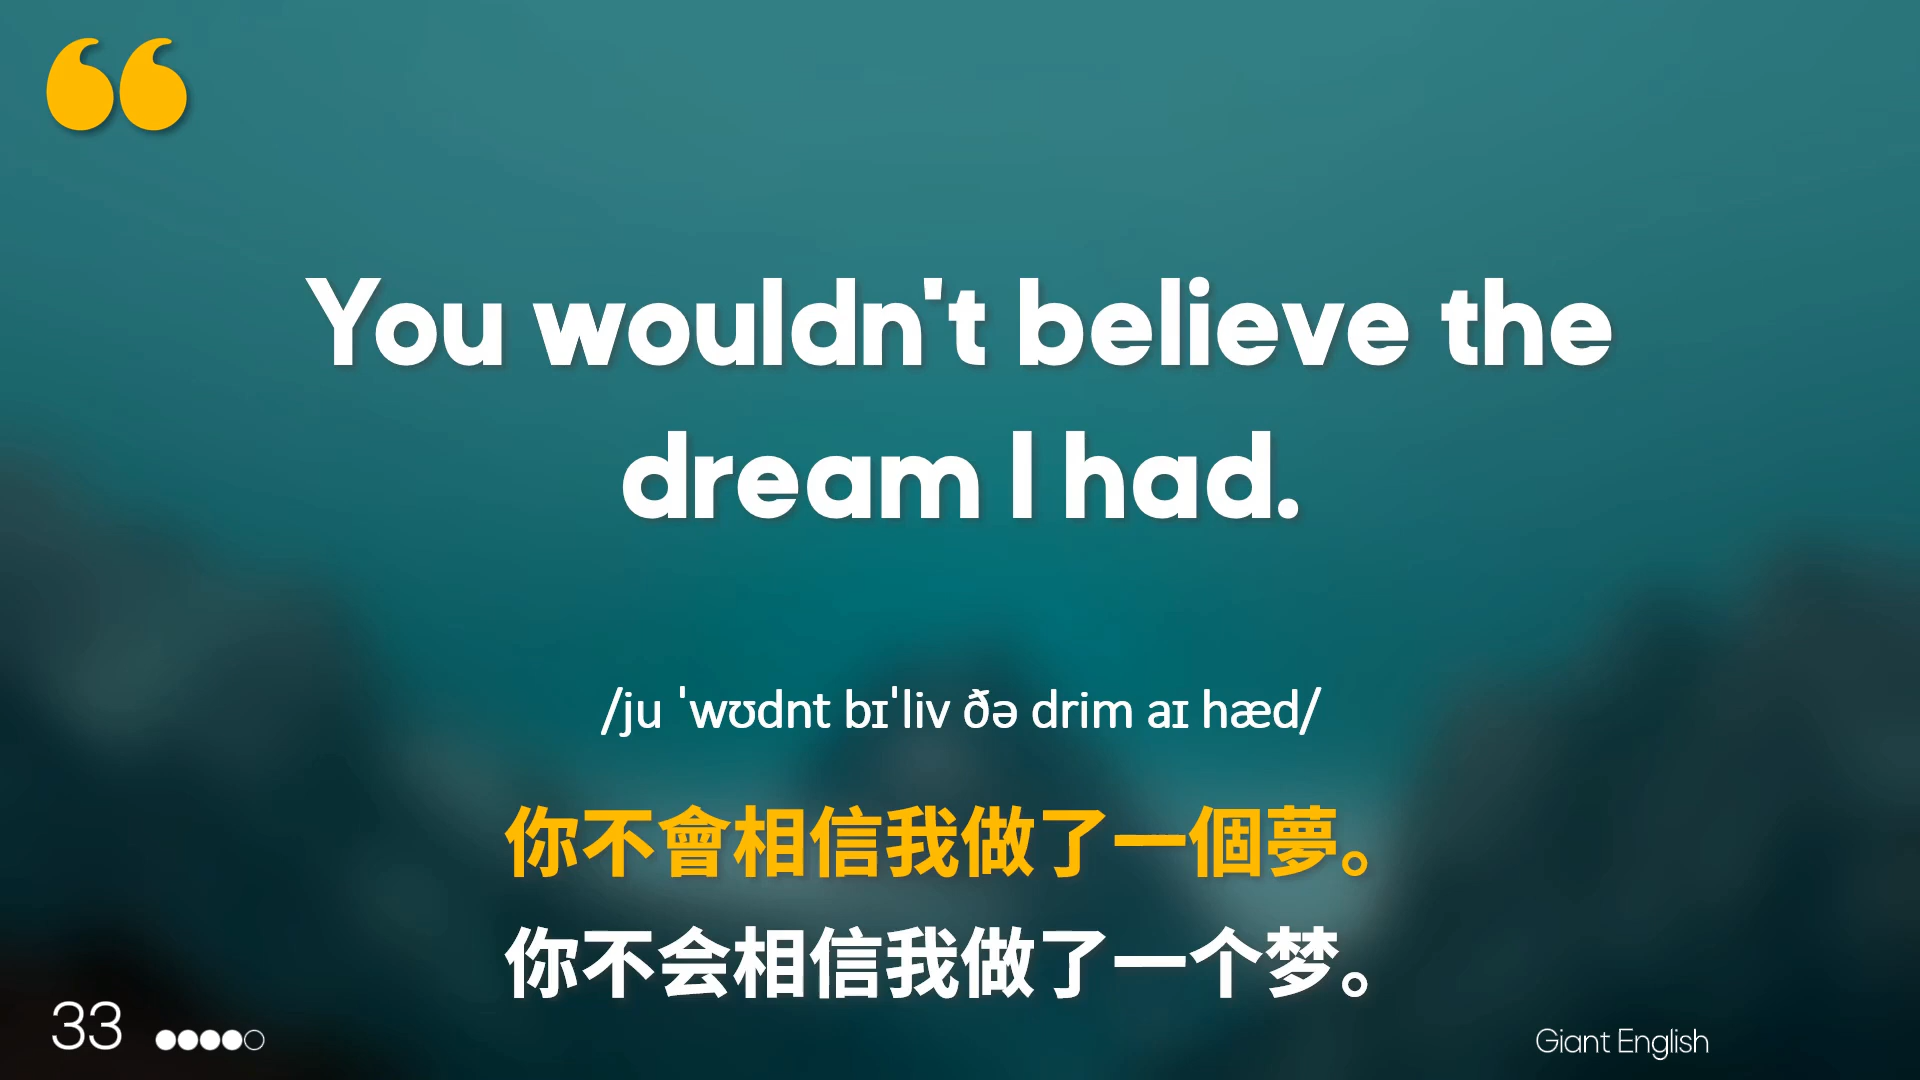 You wouldn't believe the
dream I had.
/ju ˈwʊdnt bɪˈliv ðə drim aɪ hæd/
你不會相信我做了一個夢。
你不会相信我做了一个梦。
33
Giant English